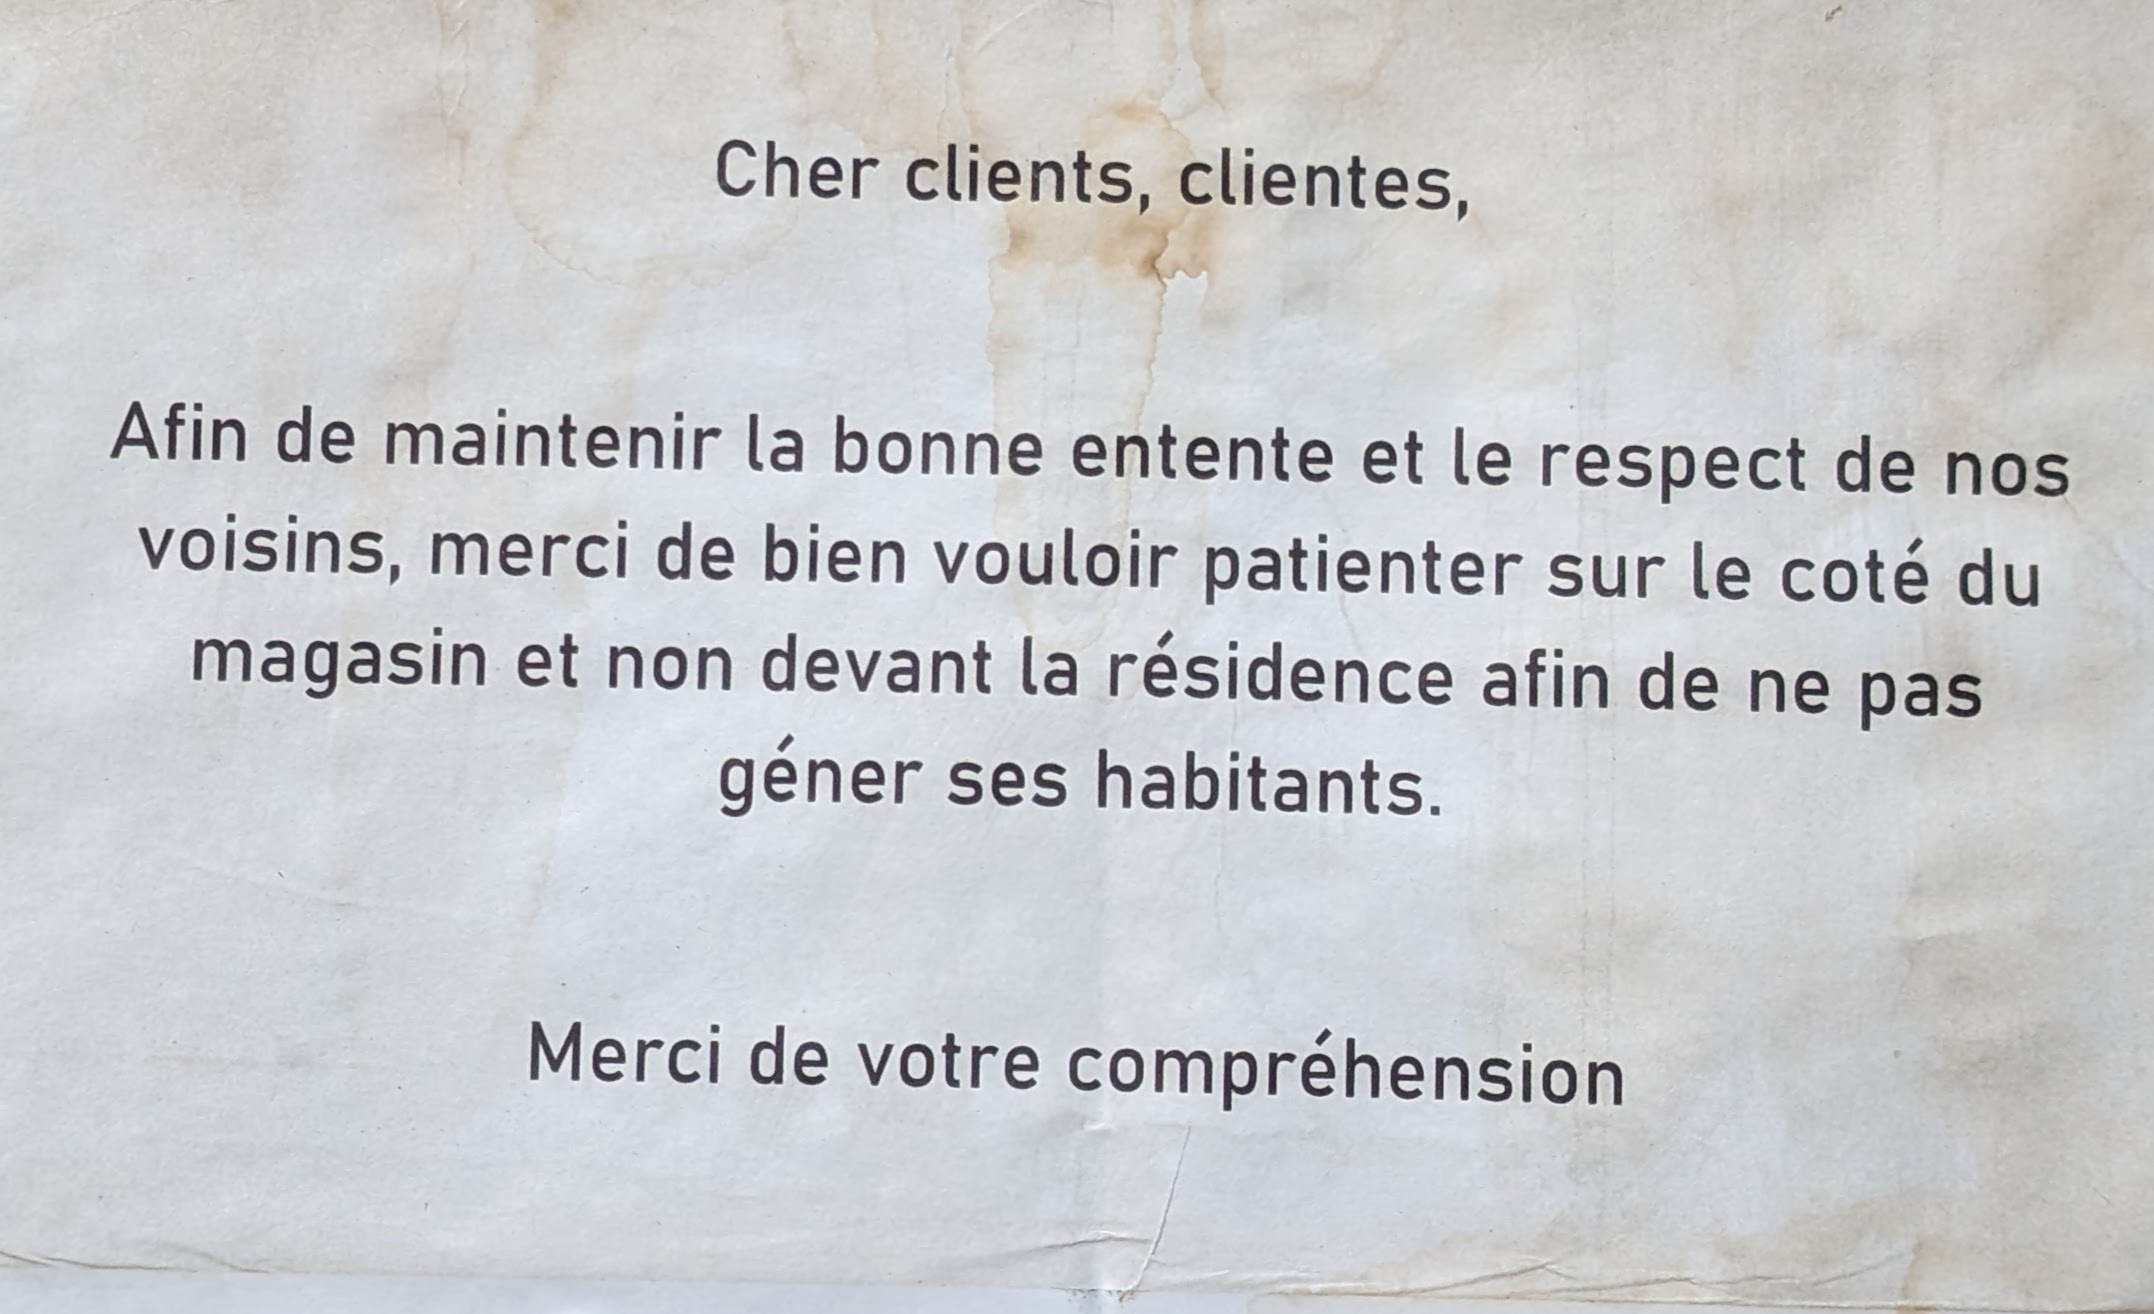 Cher clients, clientes,
Afin de maintenir la bonne entente et le respect de nos
voisins, merci de bien vouloir patienter sur le coté du
magasin et non devant la résidence afin de ne pas
géner ses habitants.
Merci de votre compréhension